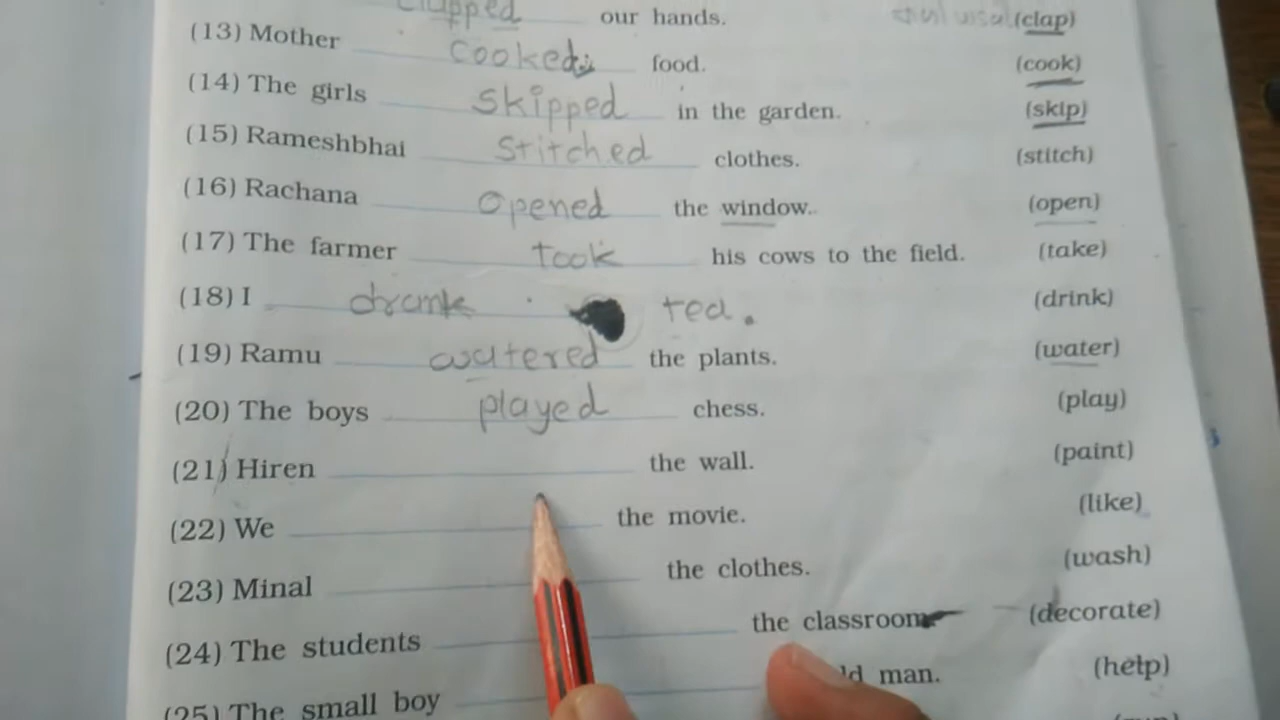 clapped our hands. (clap)
(13) Mother cooked food. (cook)
(14) The girls skipped in the garden. (skip)
(15) Rameshbhai stitched clothes. (stitch)
(16) Rachana opened the window. (open)
(17) The farmer took his cows to the field. (take)
(18) I drank tea. (drink)
(19) Ramu watered the plants. (water)
(20) The boys played chess. (play)
(21) Hiren the wall. (paint)
(22) We the movie. (like)
(23) Minal the clothes. (wash)
(24) The students the classroom (decorate)
(25) The small boy man. (help)